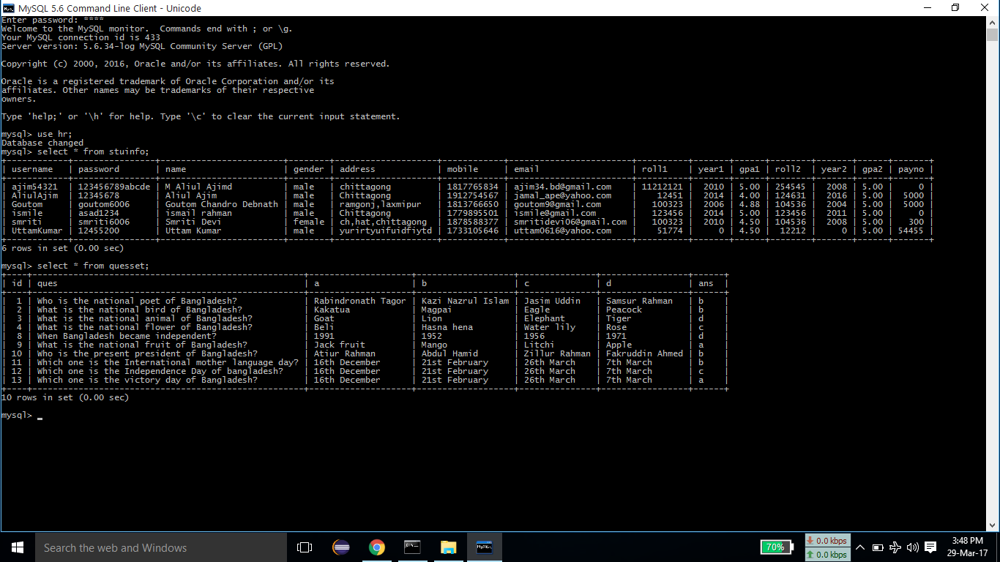 MySQL 5.6 Command Line Client - Unicode
Enter password: ****
Welcome to the MySQL monitor.  Commands end with ; or \g.
Your MySQL connection id is 433
Server version: 5.6.34-log MySQL Community Server (GPL)
Copyright (c) 2000, 2016, Oracle and/or its affiliates. All rights reserved.
Oracle is a registered trademark of Oracle Corporation and/or its
affiliates. Other names may be trademarks of their respective
owners.
Type 'help;' or '\h' for help. Type '\c' to clear the current input statement.
mysql> use hr;
Database changed
mysql> select * from stuinfo;
| username | password | name | gender | address | mobile | email | roll1 | year1 | gpa1 | roll2 | year2 | gpa2 | payno |
| ajim54321 | 123456789abcde | M Aliul Ajimd | male | chittagong | 1817765834 | ajim34.bd@gmail.com | 11212121 | 2010 | 5.00 | 254545 | 2008 | 5.00 | 0 |
| AliulAjim | 12345678 | Aliul Ajim | male | Chittagong | 1912754567 | jamal_ape@yahoo.com | 12451 | 2014 | 4.00 | 124631 | 2016 | 5.00 | 5000 |
| Goutom | goutom6006 | Goutom Chandro Debnath | male | ramgonj,laxmipur | 1813766650 | goutom9@gmail.com | 100323 | 2006 | 4.88 | 104536 | 2004 | 5.00 | 5000 |
| ismile | asad1234 | ismail rahman | male | Chittagong | 1779895501 | ismile@gmail.com | 123456 | 2014 | 5.00 | 123456 | 2011 | 5.00 | 0 |
| smriti | smriti6006 | Smriti Devi | female | ch,hat,chittagong | 1878588377 | smritidevi06@gmail.com | 100323 | 2010 | 4.50 | 104536 | 2008 | 5.00 | 300 |
| UttamKumar | 12455200 | Uttam Kumar | male | yurirtyuifuidfiytd | 1733105646 | uttam0616@yahoo.com | 51774 | 0 | 4.50 | 12212 | 0 | 5.00 | 54455 |
6 rows in set (0.00 sec)
mysql> select * from quesset;
| id | ques | a | b | c | d | ans |
| 1 | Who is the national poet of Bangladesh? | Rabindronath Tagor | Kazi Nazrul Islam | Jasim Uddin | Samsur Rahman | b |
| 2 | What is the national bird of Bangladesh? | Kakatua | Magpai | Eagle | Peacock | b |
| 3 | What is the national animal of Bangladesh? | Goat | Lion | Elephant | Tiger | d |
| 4 | What is the national flower of Bangladesh? | Beli | Hasna hena | Water lily | Rose | c |
| 8 | When Bangladesh became independent? | 1991 | 1952 | 1956 | 1971 | d |
| 9 | What is the national fruit of Bangladesh? | Jack fruit | Mango | Litchi | Apple | a |
| 10 | Who is the present president of Bangladesh? | Atiur Rahman | Abdul Hamid | Zillur Rahman | Fakruddin Ahmed | b |
| 11 | Which one is the International mother language day? | 16th December | 21st February | 26th March | 7th March | b |
| 12 | Which one is the Independence Day of bangladesh? | 16th December | 21st February | 26th March | 7th March | c |
| 13 | Which one is the victory day of Bangladesh? | 16th December | 21st February | 26th March | 7th March | a |
10 rows in set (0.00 sec)
mysql> _
Search the web and Windows
70%
0.0 kbps
0.0 kbps
3:48 PM
29-Mar-17